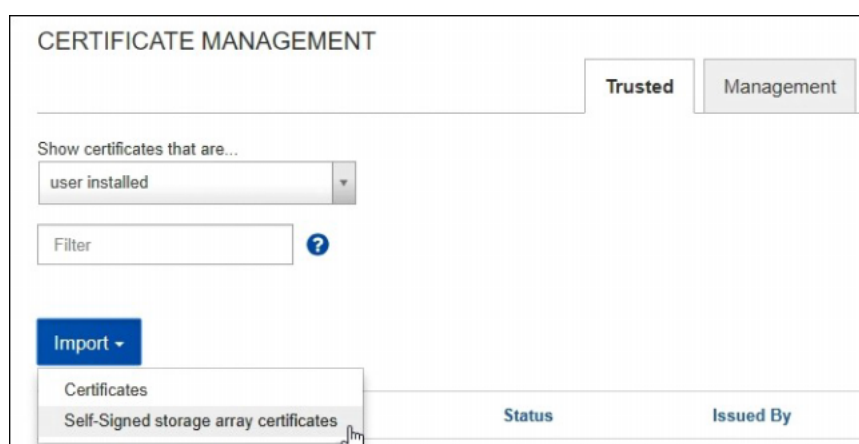 CERTIFICATE MANAGEMENT
Trusted
Management
Show certificates that are...
user installed
Filter
?
Import
Certificates
Self-Signed storage array certificates
Status
Issued By